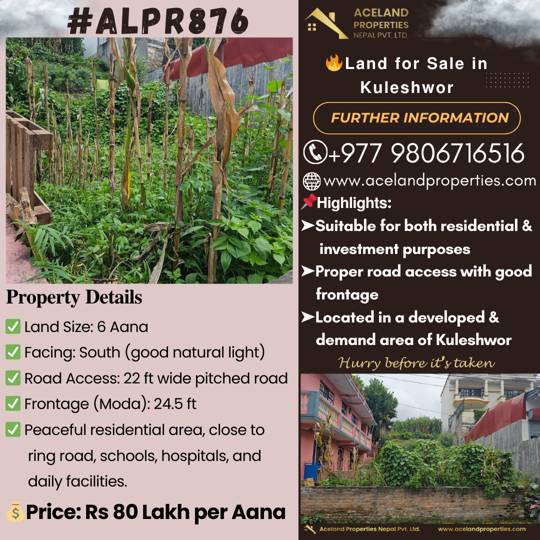 #ALPR876
Property Details
✅ Land Size: 6 Aana
✅ Facing: South (good natural light)
✅ Road Access: 22 ft wide pitched road
✅ Frontage (Moda): 24.5 ft
✅ Peaceful residential area, close to
ring road, schools, hospitals, and
daily facilities.
💰Price: Rs 80 Lakh per Aana
ACELAND
PROPERTIES
NEPAL PVT. LTD.
🔥Land for Sale in
Kuleshwor
FURTHER INFORMATION
+977 9806716516
www.acelandproperties.com
📌Highlights:
➤Suitable for both residential &
investment purposes
➤Proper road access with good
frontage
➤Located in a developed &
demand area of Kuleshwor
Hurry before it's taken
Aceland Properties Nepal Pvt. Ltd.
www.acelandproperties.com